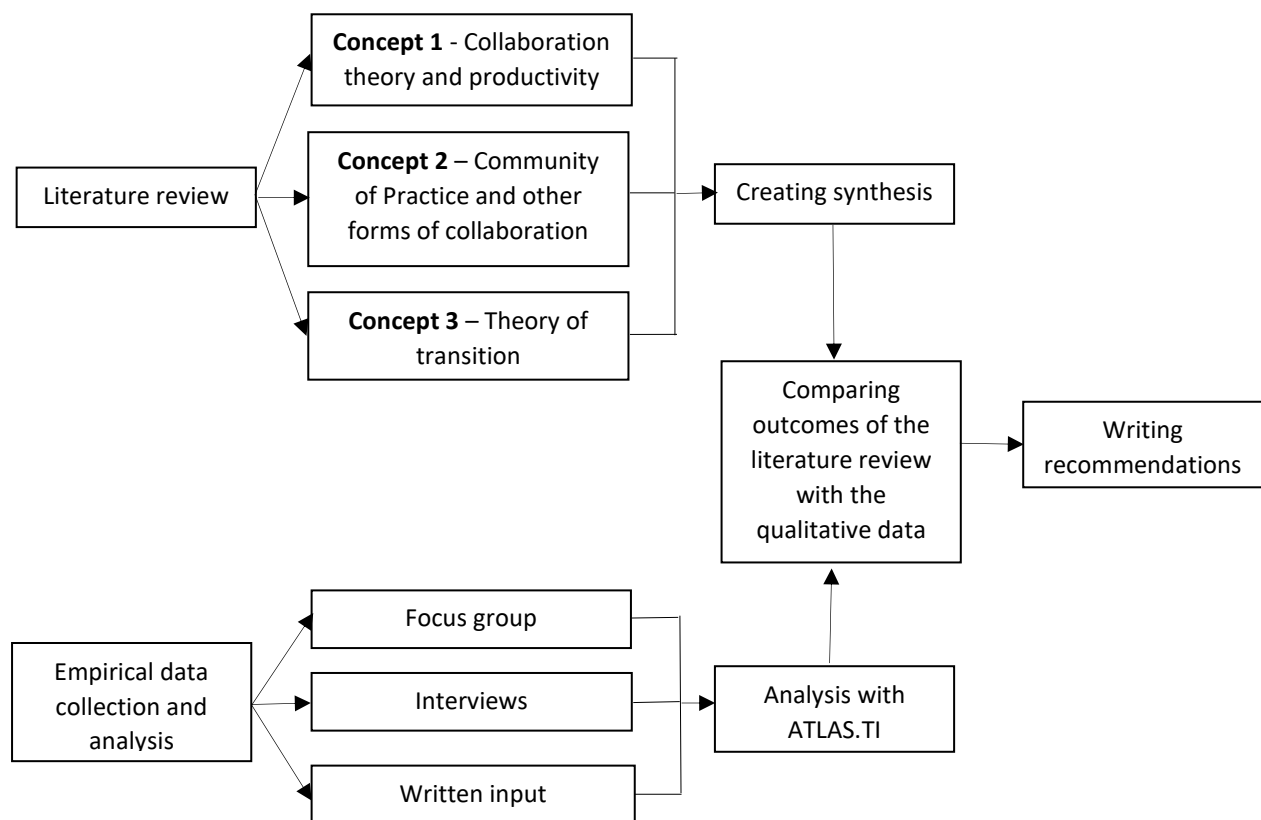 Concept 1 - Collaboration
theory and productivity
Literature review
Concept 2 – Community
of Practice and other
forms of collaboration
Creating synthesis
Concept 3 – Theory of
transition
Comparing
outcomes of the
literature review
with the
qualitative data
Writing
recommendations
Empirical data
collection and
analysis
Focus group
Interviews
Written input
Analysis with
ATLAS.TI